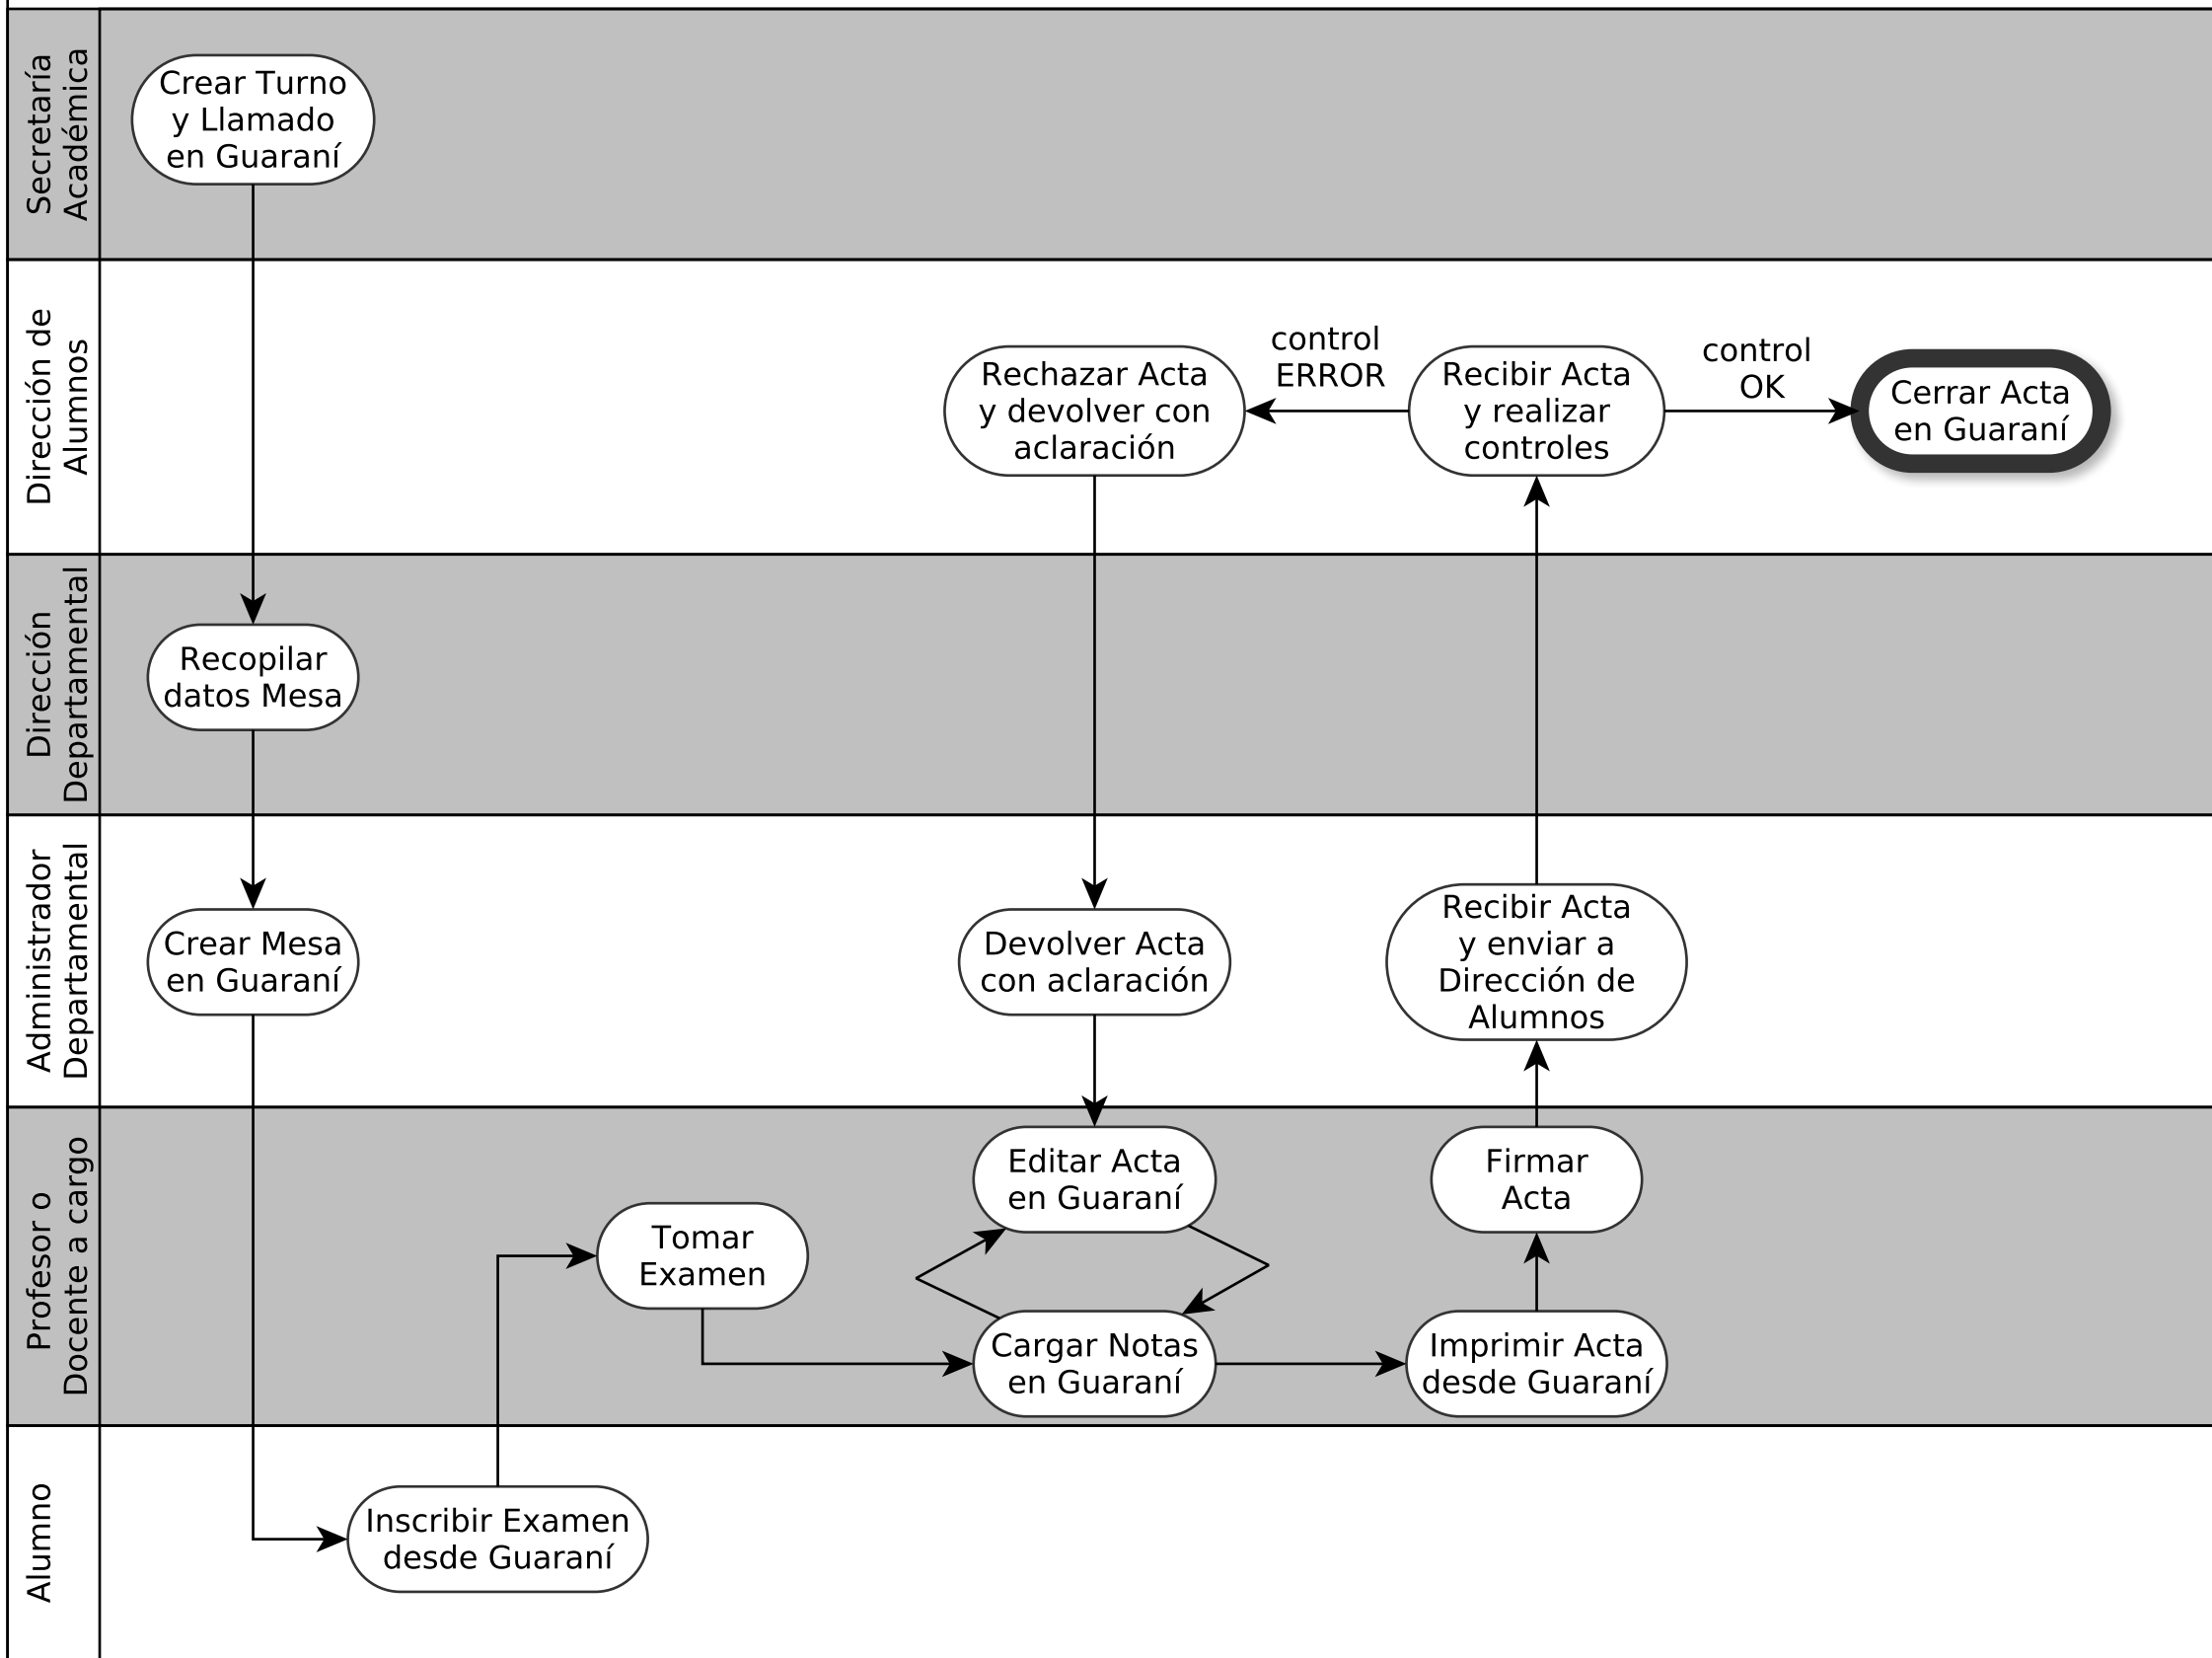 Secretaría
Académica
Crear Turno
y Llamado
en Guaraní
Dirección de
Alumnos
Rechazar Acta
y devolver con
aclaración
control
ERROR
Recibir Acta
y realizar
controles
control
OK
Cerrar Acta
en Guaraní
Dirección
Departamental
Recopilar
datos Mesa
Administrador
Departamental
Crear Mesa
en Guaraní
Devolver Acta
con aclaración
Recibir Acta
y enviar a
Dirección de
Alumnos
Profesor o
Docente a cargo
Tomar
Examen
Editar Acta
en Guaraní
Firmar
Acta
Cargar Notas
en Guaraní
Imprimir Acta
desde Guaraní
Alumno
Inscribir Examen
desde Guaraní